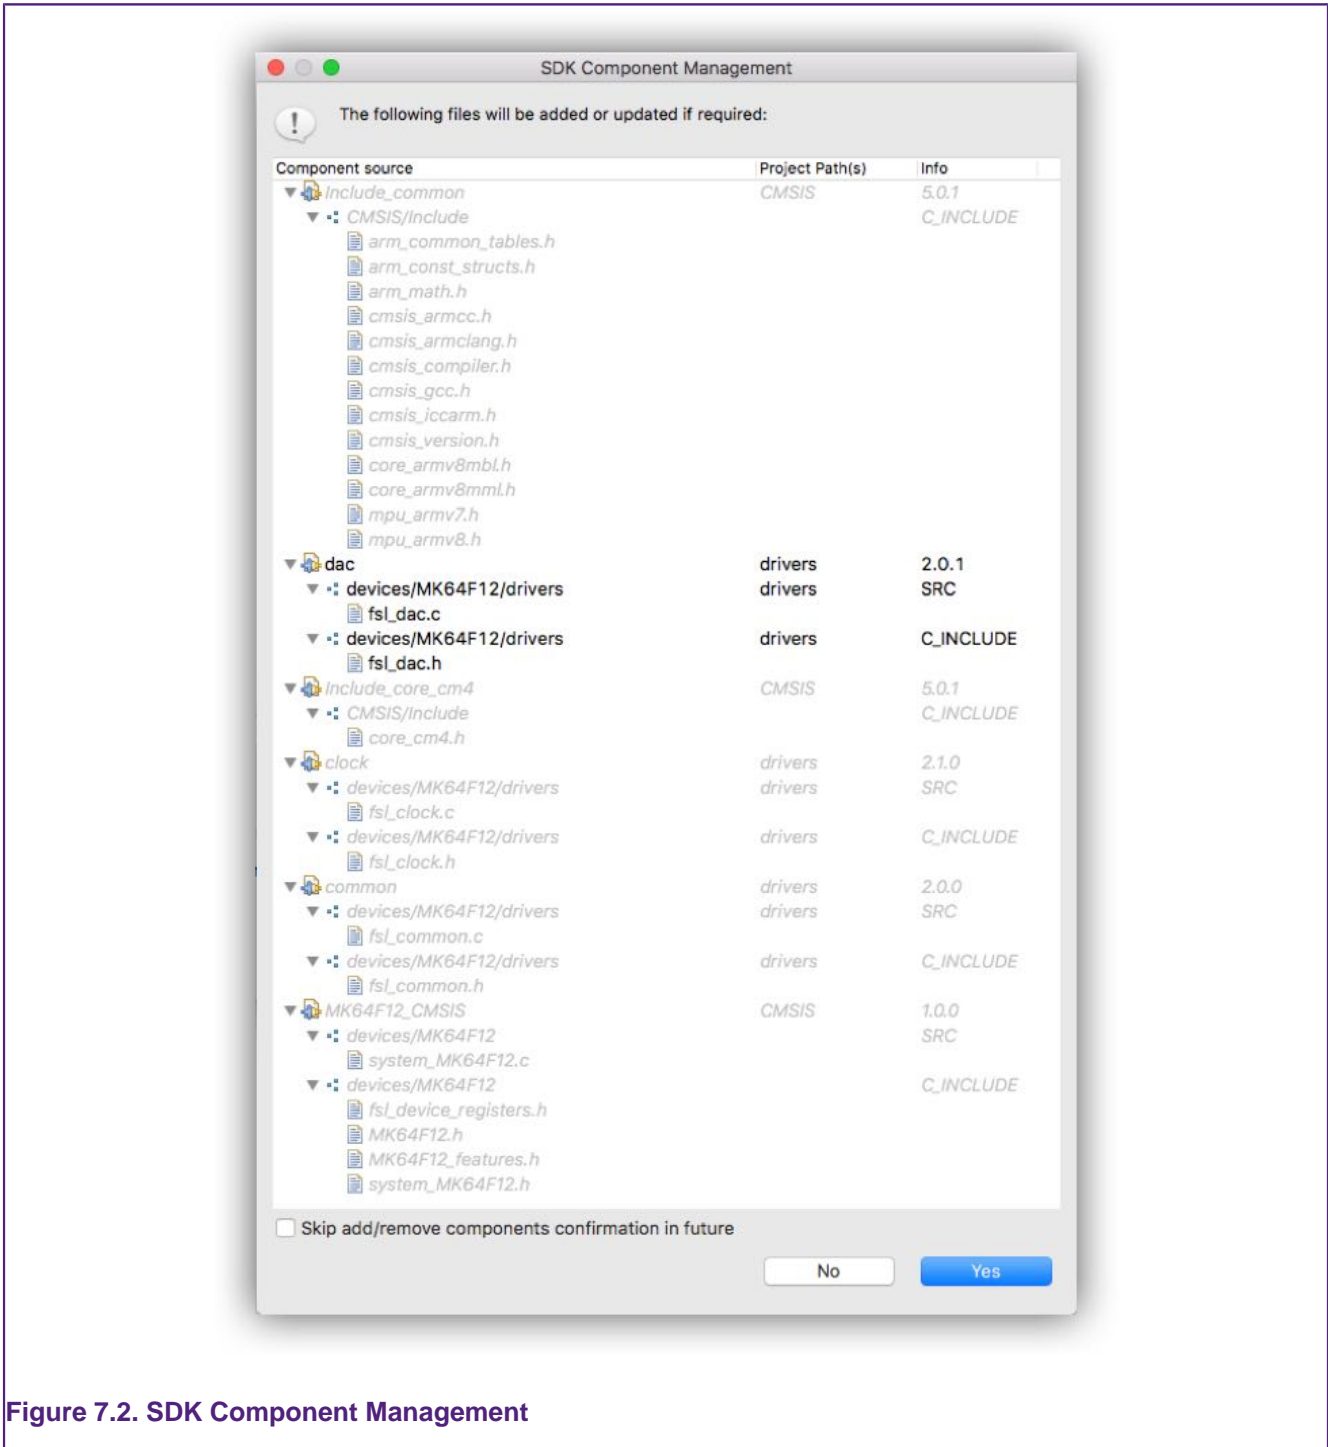 SDK Component Management
The following files will be added or updated if required:
Component source Project Path(s) Info
Include_common CMSIS 5.0.1
CMSIS/Include C_INCLUDE
arm_common_tables.h
arm_const_structs.h
arm_math.h
cmsis_armcc.h
cmsis_armclang.h
cmsis_compiler.h
cmsis_gcc.h
cmsis_iccarm.h
cmsis_version.h
core_armv8mbl.h
core_armv8mml.h
mpu_armv7.h
mpu_armv8.h
dac drivers 2.0.1
devices/MK64F12/drivers drivers SRC
fsl_dac.c
devices/MK64F12/drivers drivers C_INCLUDE
fsl_dac.h
Include_core_cm4 CMSIS 5.0.1
CMSIS/Include C_INCLUDE
core_cm4.h
clock drivers 2.1.0
devices/MK64F12/drivers drivers SRC
fsl_clock.c
devices/MK64F12/drivers drivers C_INCLUDE
fsl_clock.h
common drivers 2.0.0
devices/MK64F12/drivers drivers SRC
fsl_common.c
devices/MK64F12/drivers drivers C_INCLUDE
fsl_common.h
MK64F12_CMSIS CMSIS 1.0.0
devices/MK64F12 SRC
system_MK64F12.c
devices/MK64F12 C_INCLUDE
fsl_device_registers.h
MK64F12.h
MK64F12_features.h
system_MK64F12.h
Skip add/remove components confirmation in future
No Yes
Figure 7.2. SDK Component Management